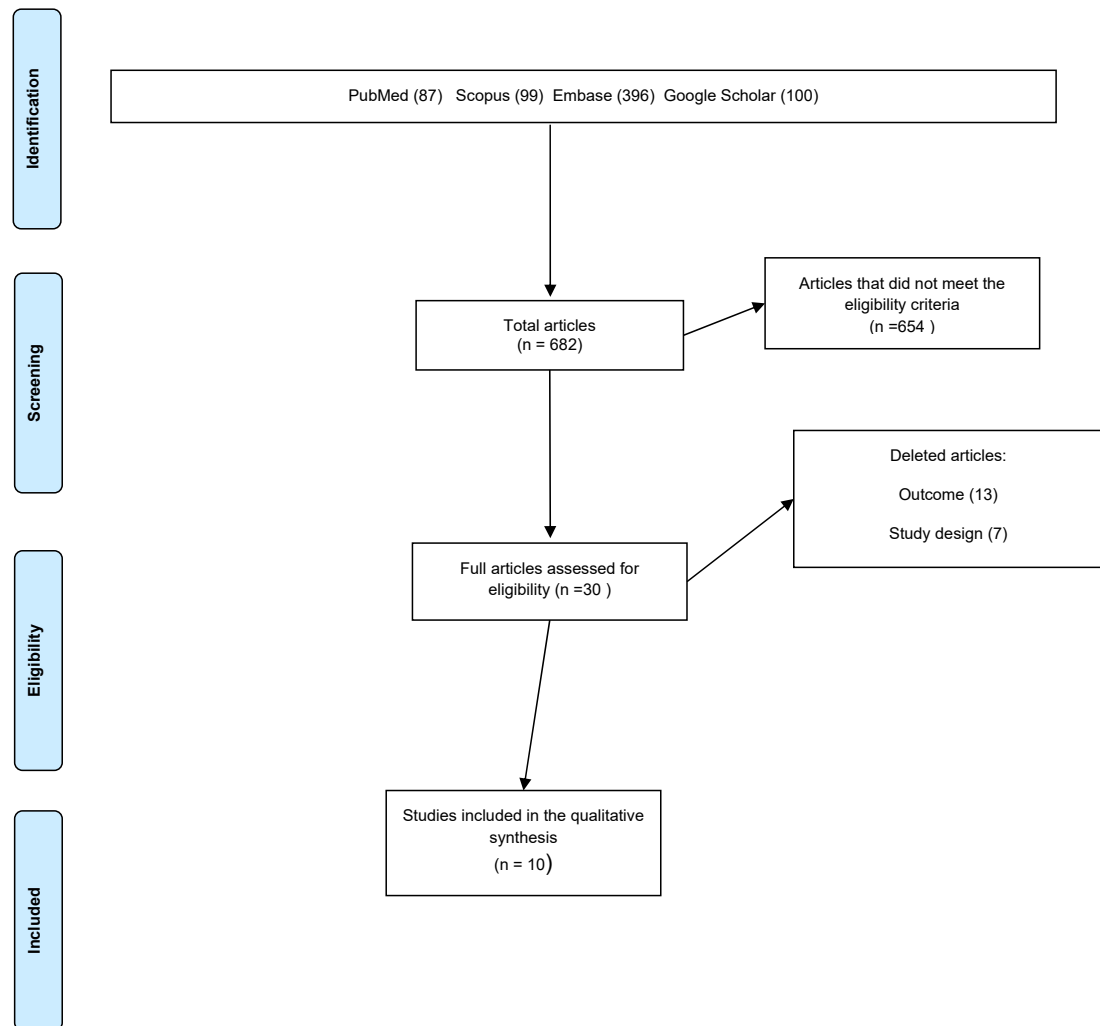 Identification
PubMed (87) Scopus (99) Embase (396) Google Scholar (100)
Screening
Total articles
(n = 682)
Articles that did not meet the
eligibility criteria
(n =654 )
Deleted articles:
Outcome (13)
Study design (7)
Eligibility
Full articles assessed for
eligibility (n =30 )
Included
Studies included in the qualitative
synthesis
(n = 10)